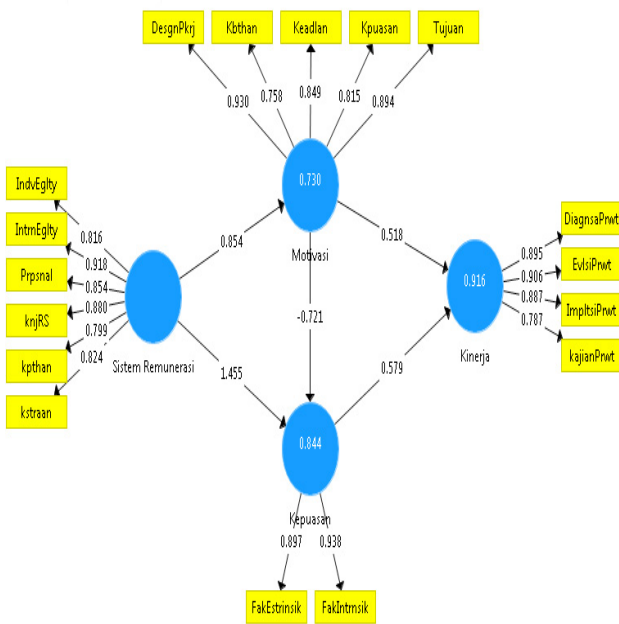 DesgnPkrj Kbthan Keadlan Kpuasan Tujuan
0.930 0.758 0.849 0.815 0.894
0.730
Motivasi
IndvEglty
IntrnEglty
Prpsnal
knjRS
kpthan
kstraan
0.816
0.918
0.854
0.880
0.799
0.824
Sistem Remunerasi
0.854
1.455
-0.721
0.518
0.579
0.916
Kinerja
0.895
0.906
0.887
0.787
DiagnsaPrwt
EvlsiPrwt
ImpltsiPrwt
kajianPrwt
0.844
Kepuasan
0.897 0.938
FakEstrinsik FakIntrnsik